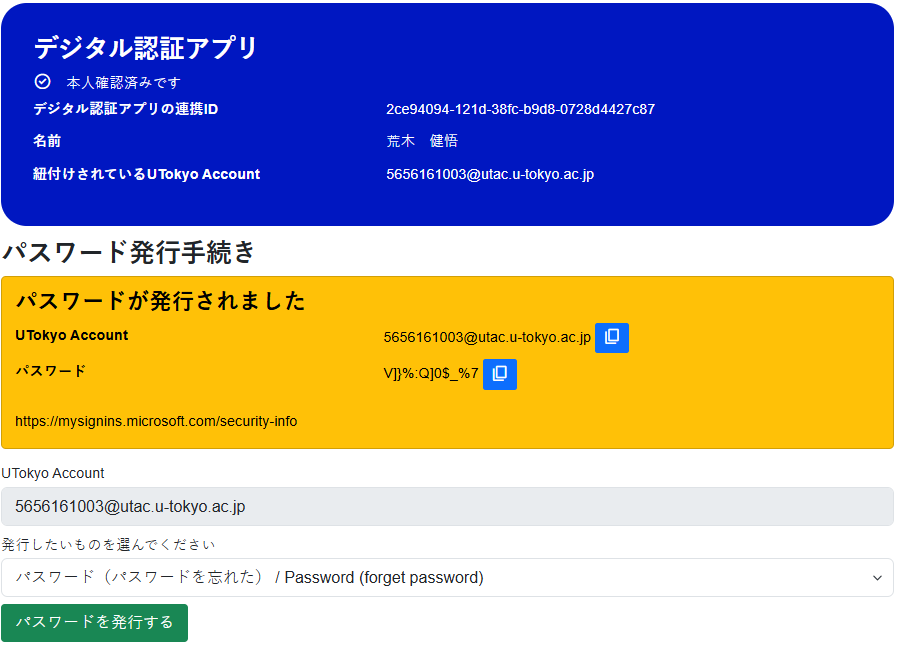 デジタル認証アプリ
本人確認済みです
デジタル認証アプリの連携ID 2ce94094-121d-38fc-b9d8-0728d4427c87
名前 荒木　健悟
紐付けされているUTokyo Account 5656161003@utac.u-tokyo.ac.jp
パスワード発行手続き
パスワードが発行されました
UTokyo Account 5656161003@utac.u-tokyo.ac.jp
パスワード V]}%:Q]0$_%7
https://mysignins.microsoft.com/security-info
UTokyo Account
5656161003@utac.u-tokyo.ac.jp
発行したいものを選んでください
パスワード（パスワードを忘れた） / Password (forget password)
パスワードを発行する